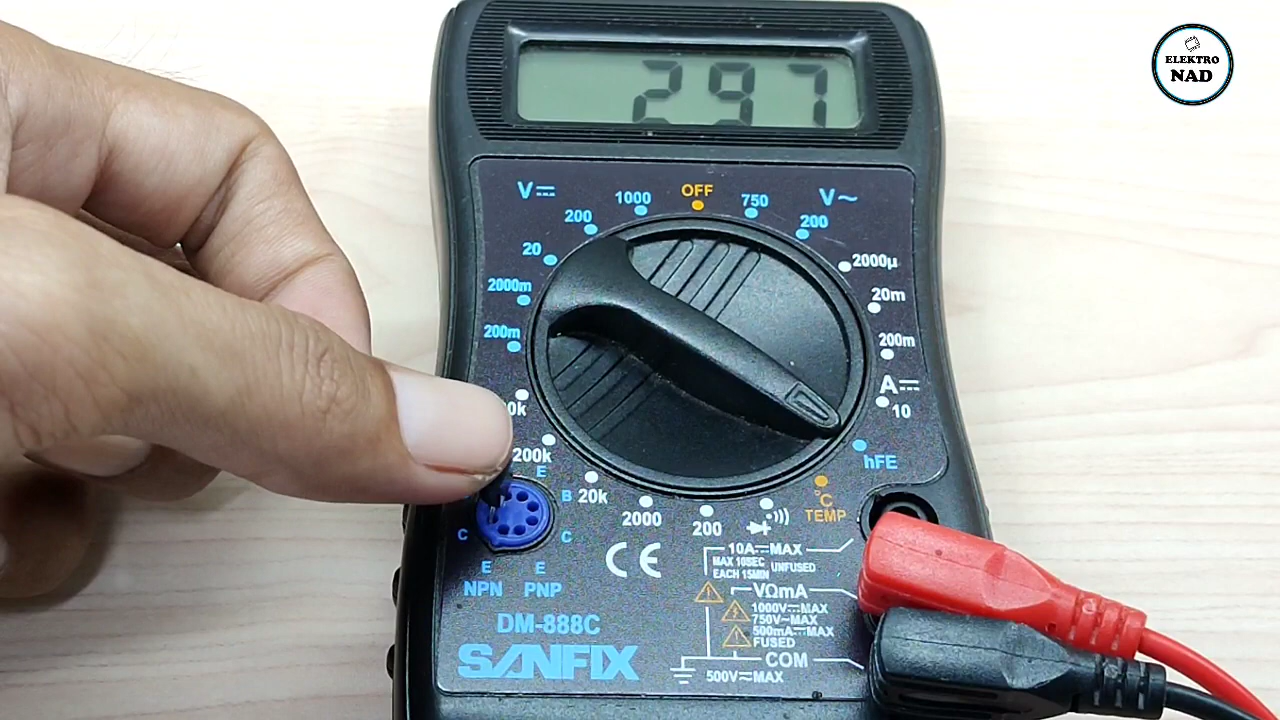 ELEKTRO
NAD
297
V⎓
1000
OFF
750
V~
200
200
20
2000µ
2000m
20m
200m
200m
A⎓
10
0k
200k
hFE
E
B
20k
2000
200
°C
TEMP
C
C
E
E
NPN
PNP
CE
10A⎓MAX
MAX 10SEC
EACH 15MIN
UNFUSED
VΩmA
1000V⎓MAX
750V~MAX
500mA⎓MAX
FUSED
COM
500V⎓MAX
DM-888C
SANFIX